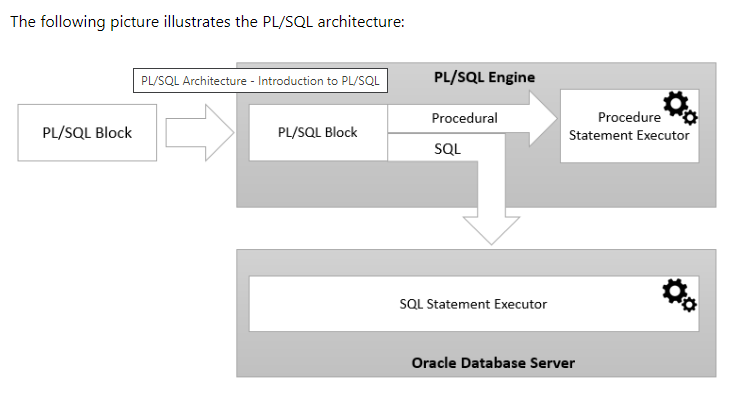 The following picture illustrates the PL/SQL architecture:
PL/SQL Architecture - Introduction to PL/SQL
PL/SQL Engine
PL/SQL Block
PL/SQL Block
Procedural
SQL
Procedure
Statement Executor
SQL Statement Executor
Oracle Database Server